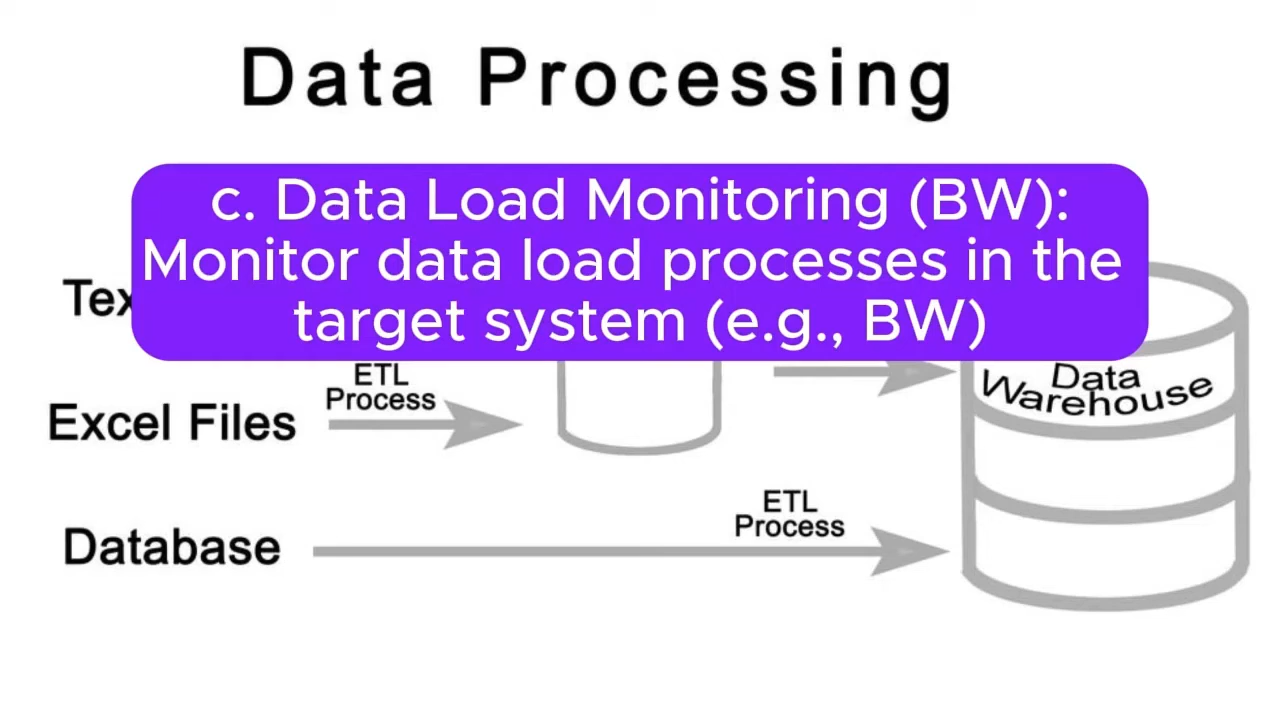 Data Processing
c. Data Load Monitoring (BW):
Monitor data load processes in the
target system (e.g., BW)
ETL
Process
Excel Files
Data
Warehouse
ETL
Process
Database